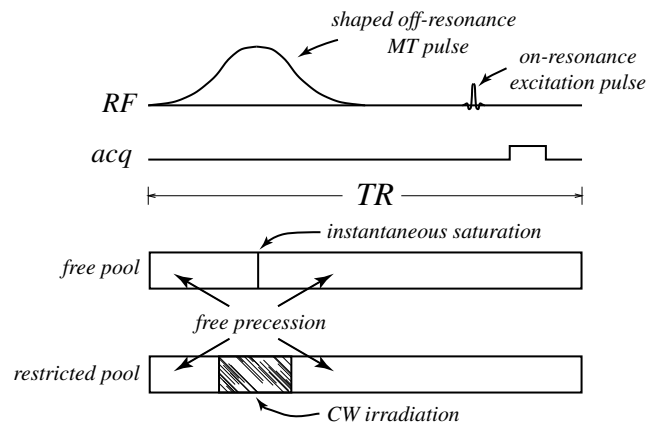 shaped off-resonance
MT pulse
on-resonance
excitation pulse
RF
acq
TR
instantaneous saturation
free pool
free precession
restricted pool
CW irradiation